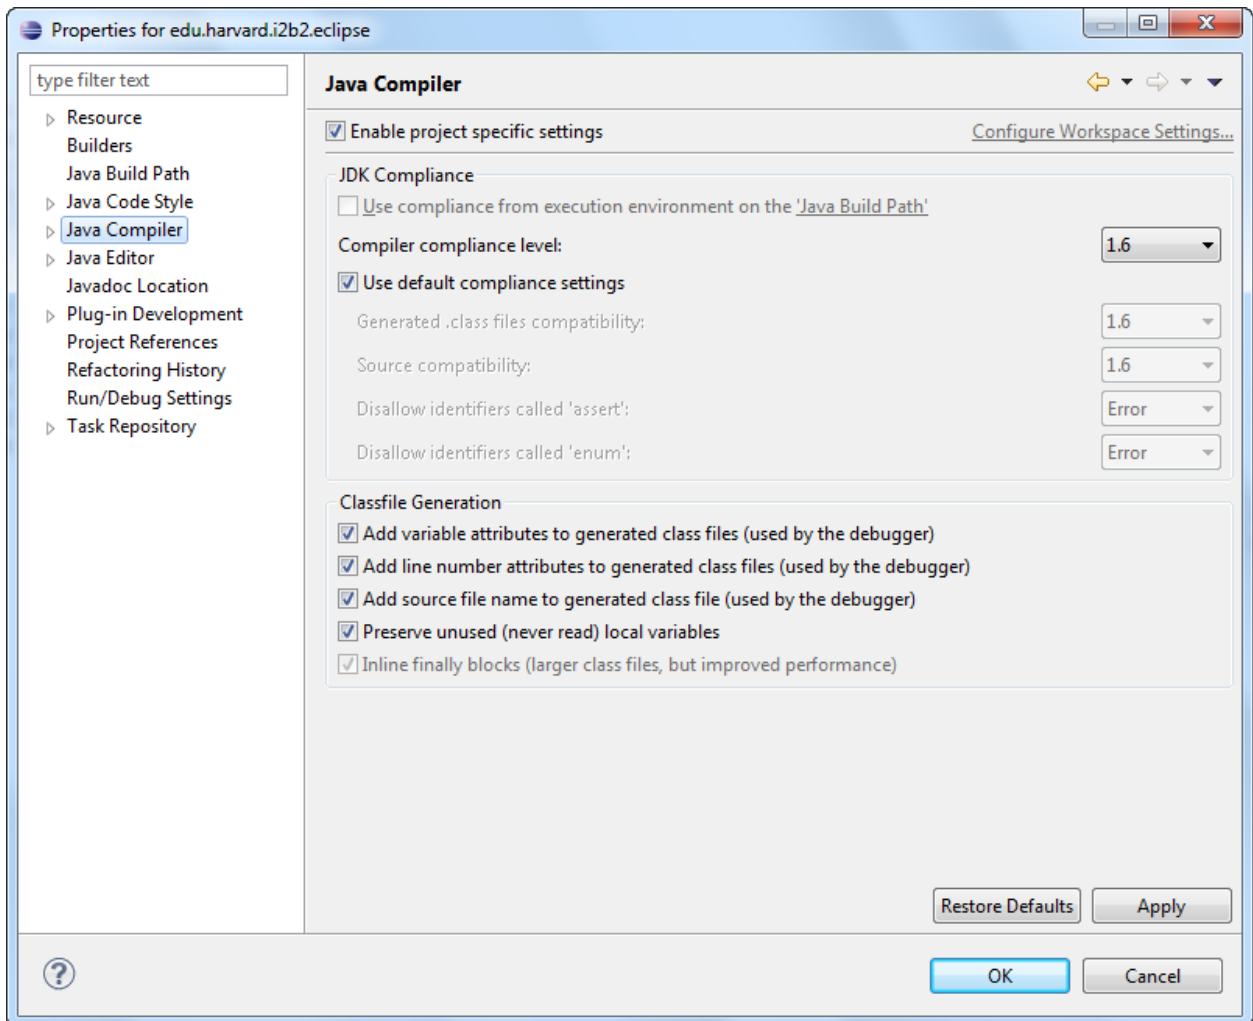 Properties for edu.harvard.i2b2.eclipse
type filter text
Resource
Builders
Java Build Path
Java Code Style
Java Compiler
Java Editor
Javadoc Location
Plug-in Development
Project References
Refactoring History
Run/Debug Settings
Task Repository
Java Compiler
Enable project specific settings Configure Workspace Settings...
JDK Compliance
Use compliance from execution environment on the 'Java Build Path'
Compiler compliance level: 1.6
Use default compliance settings
Generated .class files compatibility: 1.6
Source compatibility: 1.6
Disallow identifiers called 'assert': Error
Disallow identifiers called 'enum': Error
Classfile Generation
Add variable attributes to generated class files (used by the debugger)
Add line number attributes to generated class files (used by the debugger)
Add source file name to generated class file (used by the debugger)
Preserve unused (never read) local variables
Inline finally blocks (larger class files, but improved performance)
Restore Defaults Apply
? OK Cancel